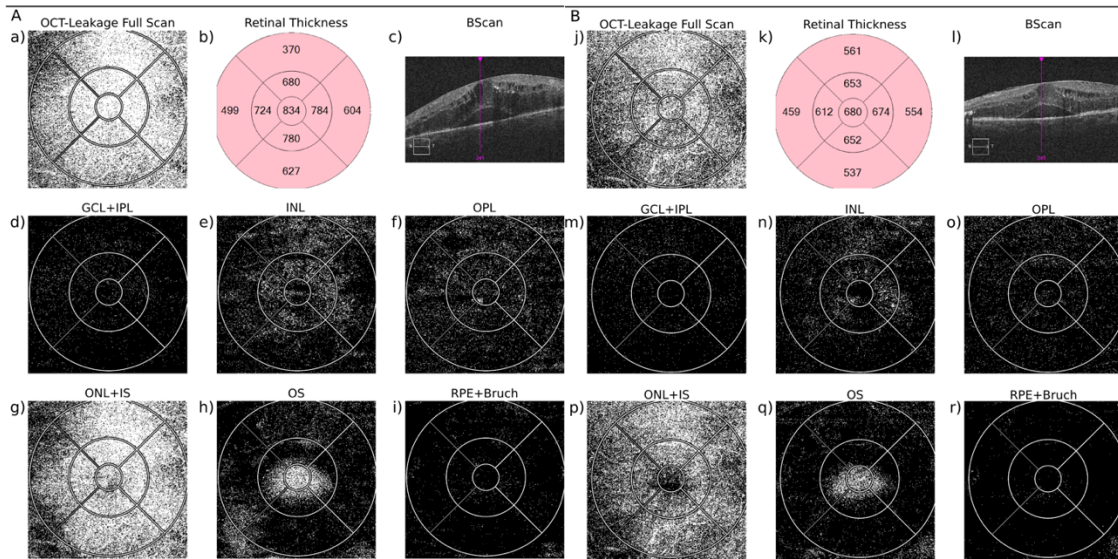 A
B
a)
OCT-Leakage Full Scan
b)
Retinal Thickness
c)
BScan
j)
OCT-Leakage Full Scan
k)
Retinal Thickness
l)
BScan
370
680
499 724 834 784 604
780
627
561
653
459 612 680 674 554
652
537
d)
GCL+IPL
e)
INL
f)
OPL
m)
GCL+IPL
n)
INL
o)
OPL
g)
ONL+IS
h)
OS
i)
RPE+Bruch
p)
ONL+IS
q)
OS
r)
RPE+Bruch